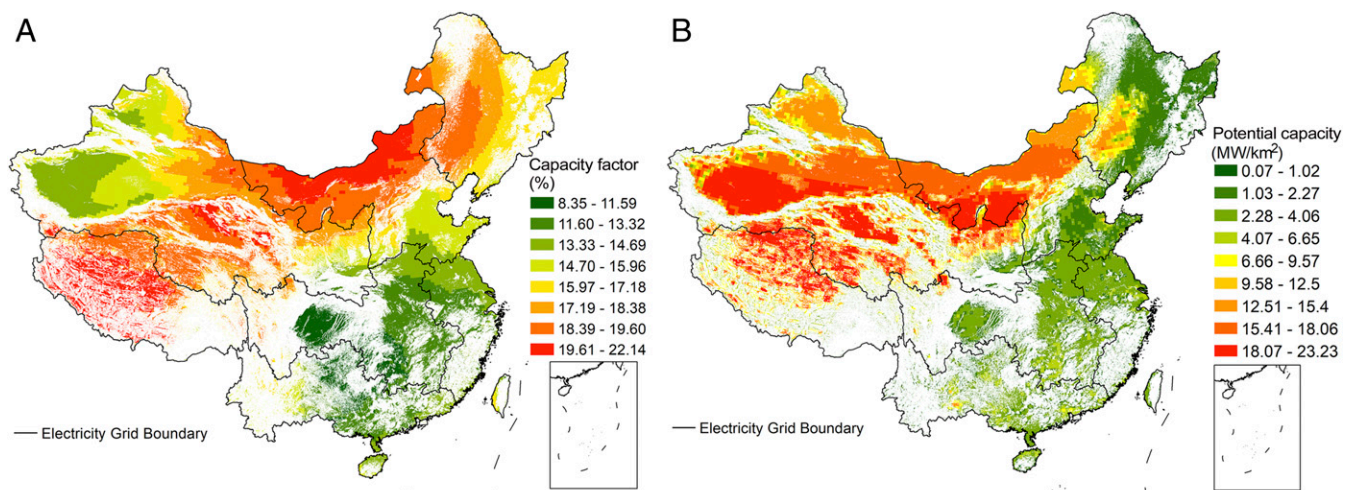 A
Capacity factor
(%)
8.35 - 11.59
11.60 - 13.32
13.33 - 14.69
14.70 - 15.96
15.97 - 17.18
17.19 - 18.38
18.39 - 19.60
19.61 - 22.14
Electricity Grid Boundary
B
Potential capacity
(MW/km²)
0.07 - 1.02
1.03 - 2.27
2.28 - 4.06
4.07 - 6.65
6.66 - 9.57
9.58 - 12.5
12.51 - 15.4
15.41 - 18.06
18.07 - 23.23
Electricity Grid Boundary